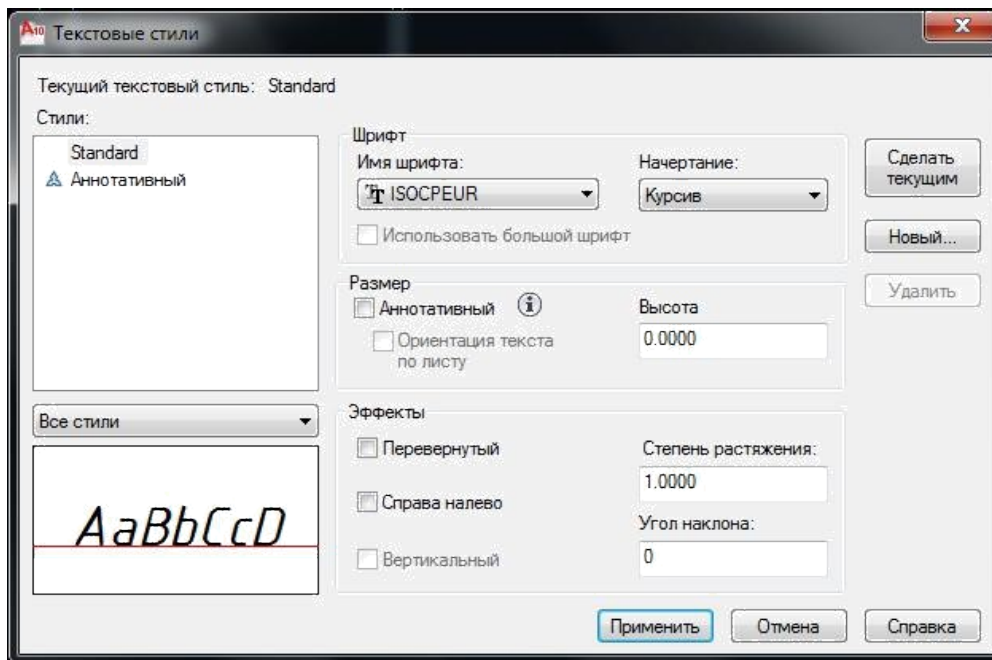 A10 Текстовые стили
Текущий текстовый стиль: Standard
Стили:
Standard
Аннотативный
Все стили
AaBbCcD
Шрифт
Имя шрифта:
ISOCPEUR
Начертание:
Курсив
Использовать большой шрифт
Размер
Аннотативный
Ориентация текста
по листу
Высота
0.0000
Эффекты
Перевернутый
Справа налево
Вертикальный
Степень растяжения:
1.0000
Угол наклона:
0
Сделать
текущим
Новый...
Удалить
Применить
Отмена
Справка